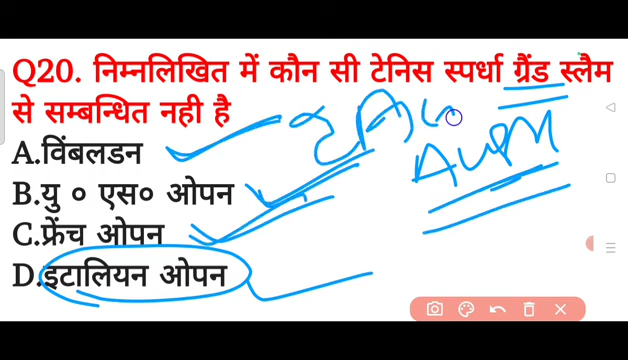 Q20. निम्नलिखित में कौन सी टेनिस स्पर्धा ग्रैंड स्लैम
से सम्बन्धित नही है
A.विंबलडन
B.यु ० एस० ओपन
C.फ्रेंच ओपन
D.इटालियन ओपन